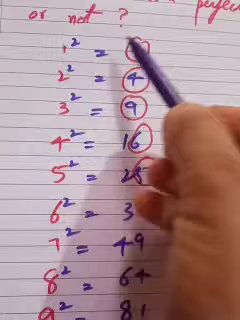 or not ?
1² =
2² = 4
3² = 9
4² = 16
5² = 25
6² = 3
7² = 49
8² = 64
9² = 81